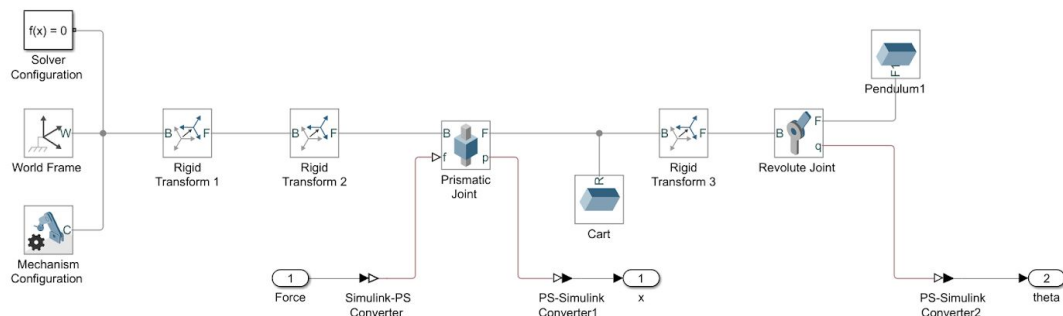 f(x) = 0
Solver
Configuration
W
World Frame
C
Mechanism
Configuration
B
F
Rigid
Transform 1
B
F
Rigid
Transform 2
B
F
f
p
Prismatic
Joint
R
Cart
B
F
Rigid
Transform 3
B
F
q
Revolute Joint
F1
Pendulum1
1
Force
Simulink-PS
Converter
PS-Simulink
Converter1
1
x
PS-Simulink
Converter2
2
theta